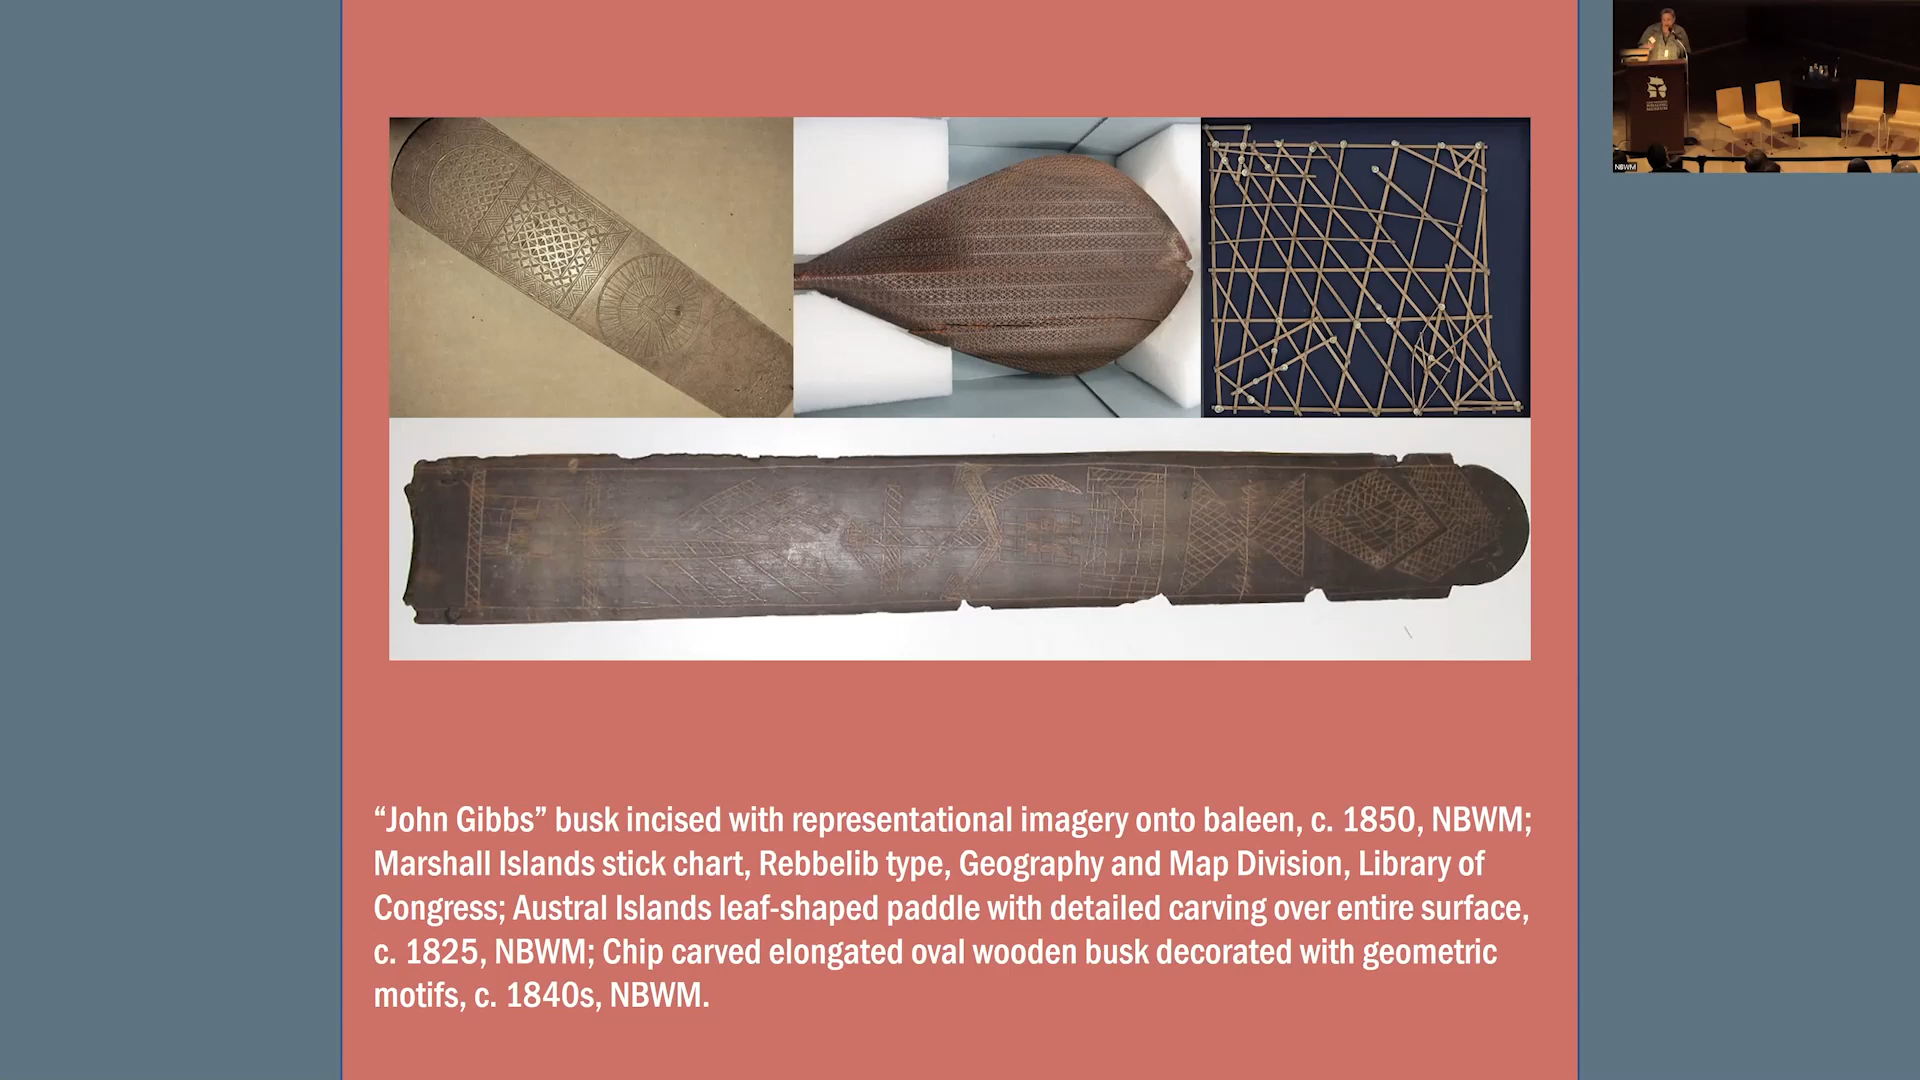 “John Gibbs” busk incised with representational imagery onto baleen, c. 1850, NBWM;
Marshall Islands stick chart, Rebbelib type, Geography and Map Division, Library of
Congress; Austral Islands leaf-shaped paddle with detailed carving over entire surface,
c. 1825, NBWM; Chip carved elongated oval wooden busk decorated with geometric
motifs, c. 1840s, NBWM.
NBWM